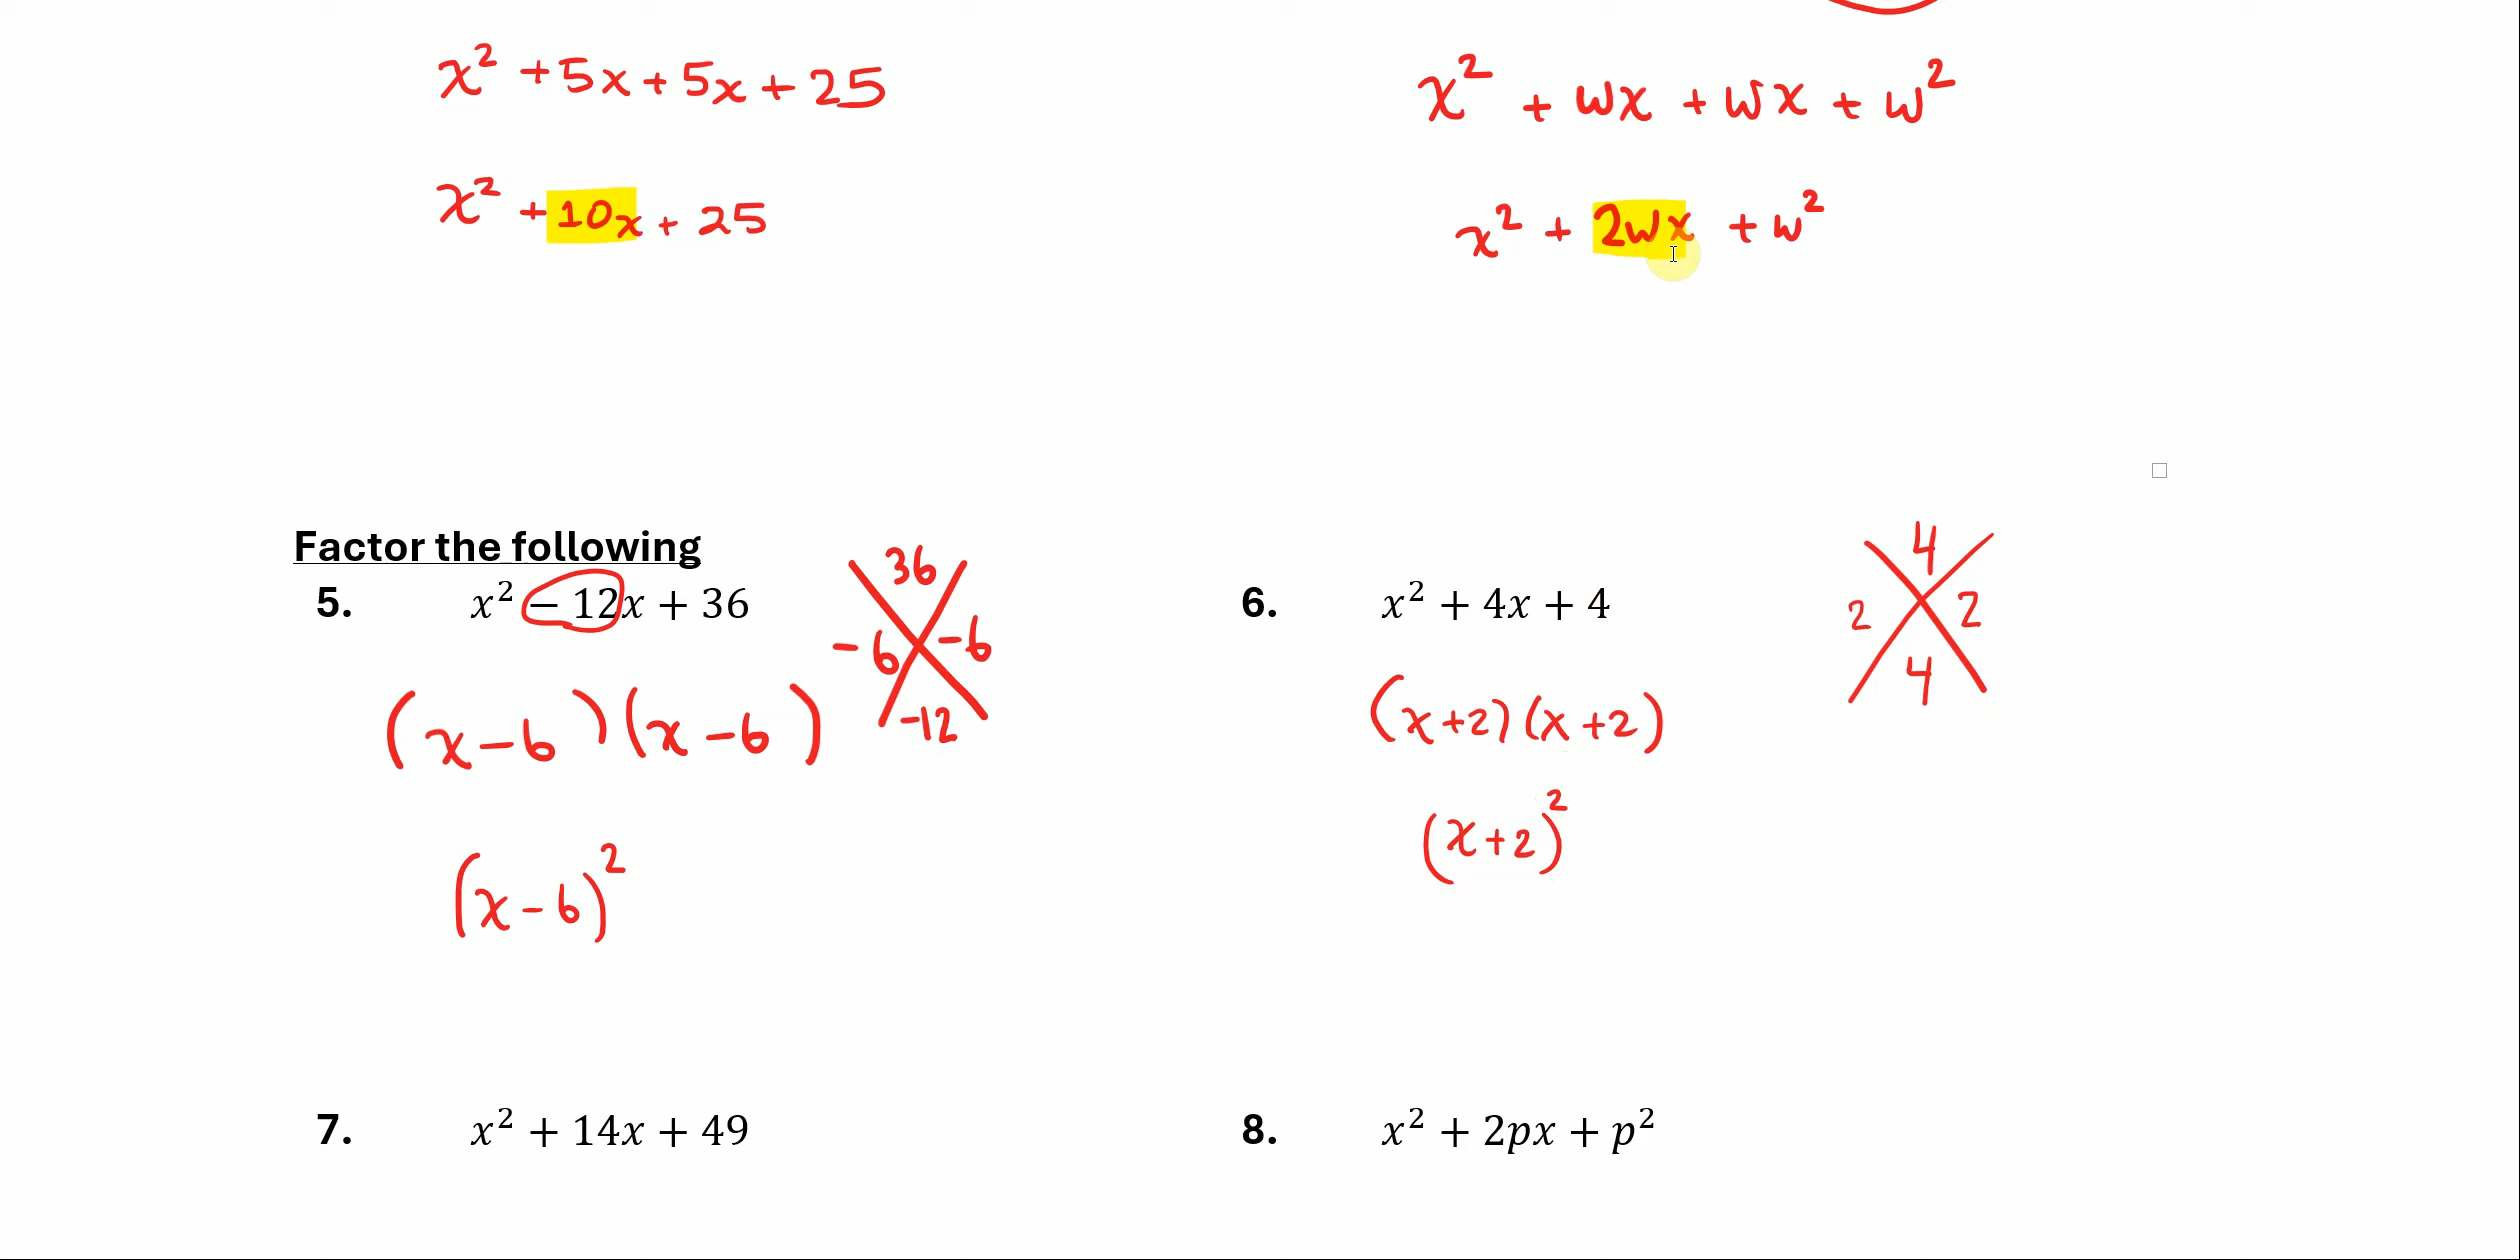 x² + 5x + 5x + 25
x² + 10x + 25
x² + wx + wx + w²
x² + 2wx + w²
Factor the following
5. x² − 12x + 36
36
-6 -6
-12
(x-6)(x-6)
(x-6)²
6. x² + 4x + 4
4
2 2
4
(x+2)(x+2)
(x+2)²
7. x² + 14x + 49
8. x² + 2px + p²